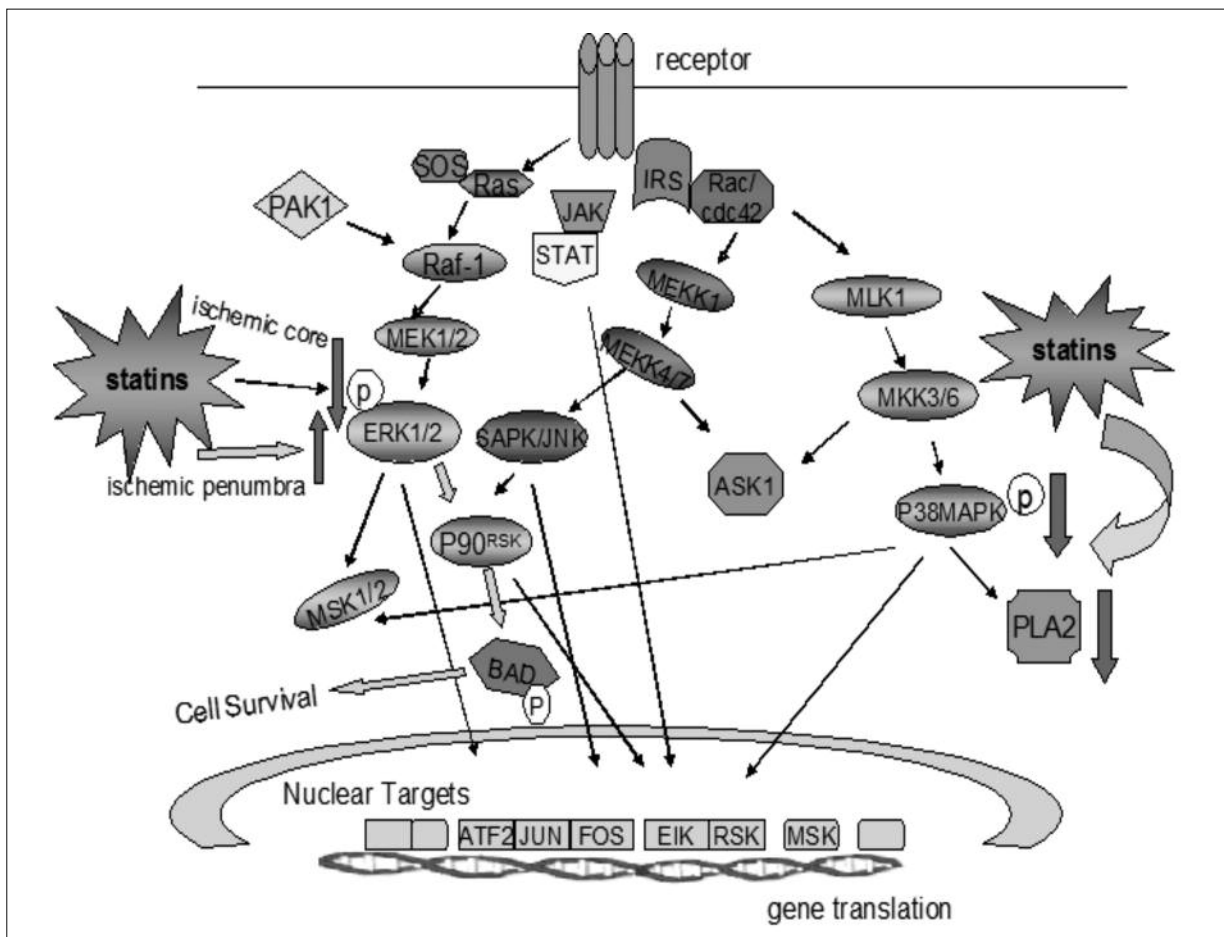 receptor
SOS
Ras
IRS
Rac/
cdc42
PAK1
JAK
STAT
Raf-1
MEKK1
MLK1
ischemic core
MEK1/2
MEKK4/7
statins
statins
p
MKK3/6
ERK1/2
SAPK/JNK
ischemic penumbra
ASK1
P38MAPK
p
P90RSK
MSK1/2
PLA2
BAD
P
Cell Survival
Nuclear Targets
ATF2 JUN FOS EIK RSK MSK
gene translation